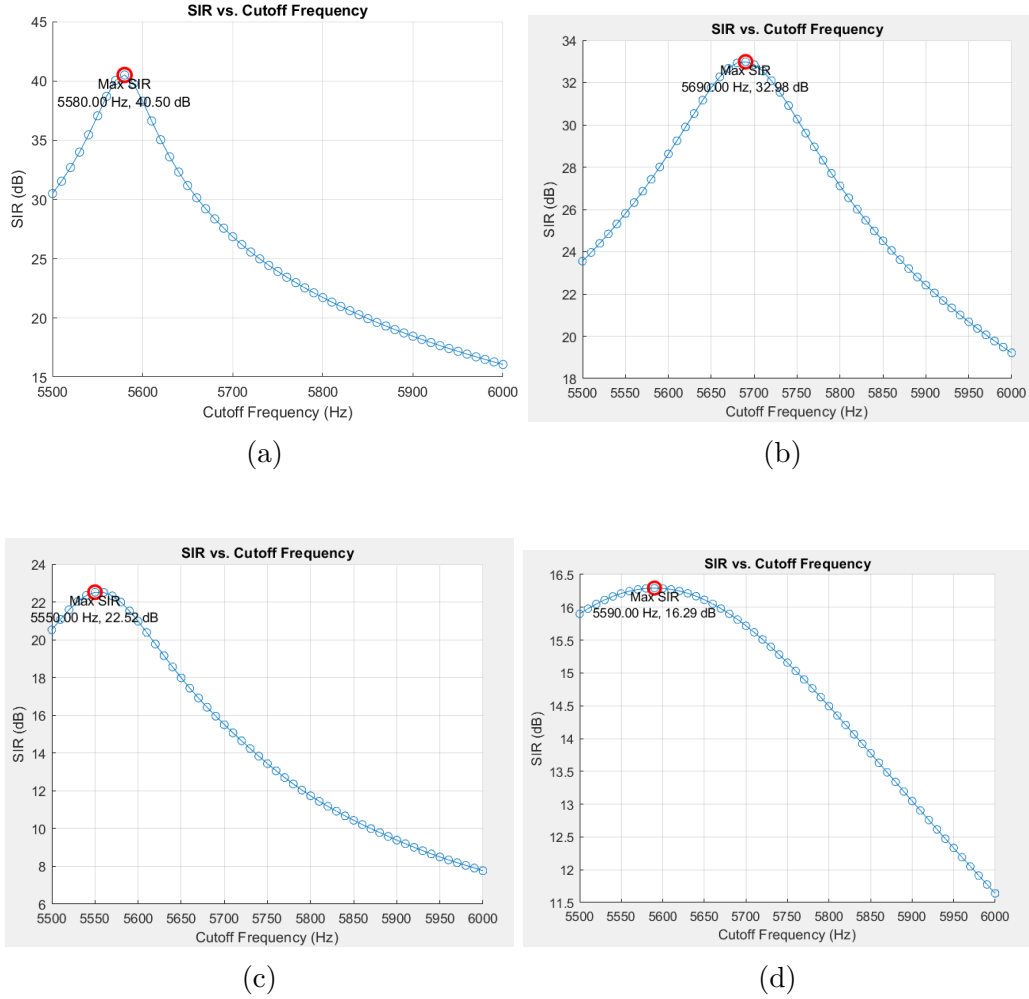 SIR vs. Cutoff Frequency
45
40
35
30
25
20
15
SIR (dB)
Max SIR
5580.00 Hz, 40.50 dB
5500 5600 5700 5800 5900 6000
Cutoff Frequency (Hz)
(a)
SIR vs. Cutoff Frequency
34
32
30
28
26
24
22
20
18
SIR (dB)
Max SIR
5690.00 Hz, 32.98 dB
5500 5550 5600 5650 5700 5750 5800 5850 5900 5950 6000
Cutoff Frequency (Hz)
(b)
SIR vs. Cutoff Frequency
24
22
20
18
16
14
12
10
8
6
SIR (dB)
Max SIR
5550.00 Hz, 22.52 dB
5500 5550 5600 5650 5700 5750 5800 5850 5900 5950 6000
Cutoff Frequency (Hz)
(c)
SIR vs. Cutoff Frequency
16.5
16
15.5
15
14.5
14
13.5
13
12.5
12
11.5
SIR (dB)
Max SIR
5590.00 Hz, 16.29 dB
5500 5550 5600 5650 5700 5750 5800 5850 5900 5950 6000
Cutoff Frequency (Hz)
(d)